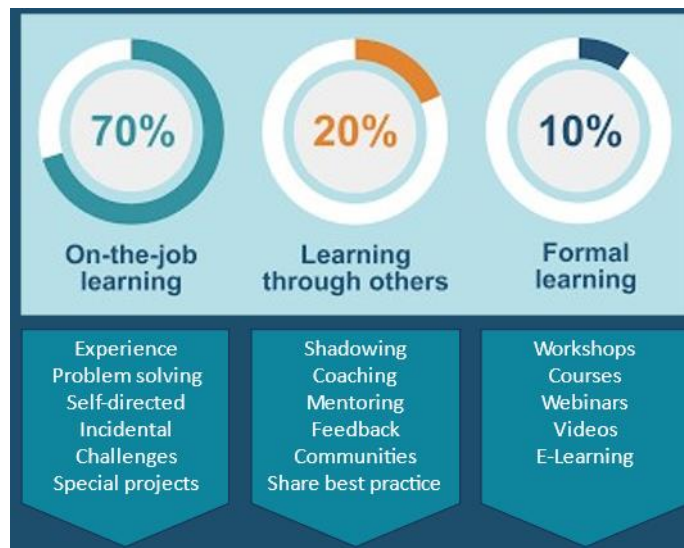 70%
On-the-job
learning
20%
Learning
through others
10%
Formal
learning
Experience
Problem solving
Self-directed
Incidental
Challenges
Special projects
Shadowing
Coaching
Mentoring
Feedback
Communities
Share best practice
Workshops
Courses
Webinars
Videos
E-Learning